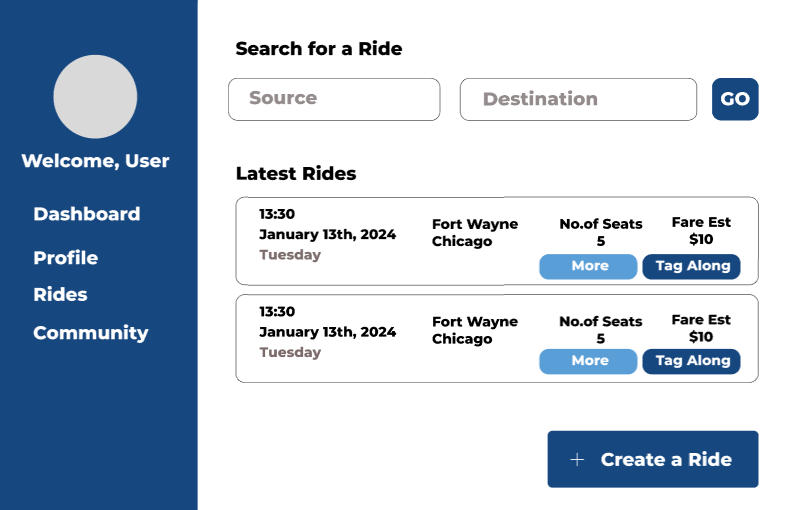 Welcome, User
Dashboard
Profile
Rides
Community
Search for a Ride
Source
Destination
GO
Latest Rides
13:30
January 13th, 2024
Tuesday
Fort Wayne
Chicago
No.of Seats
5
Fare Est
$10
More
Tag Along
13:30
January 13th, 2024
Tuesday
Fort Wayne
Chicago
No.of Seats
5
Fare Est
$10
More
Tag Along
+ Create a Ride